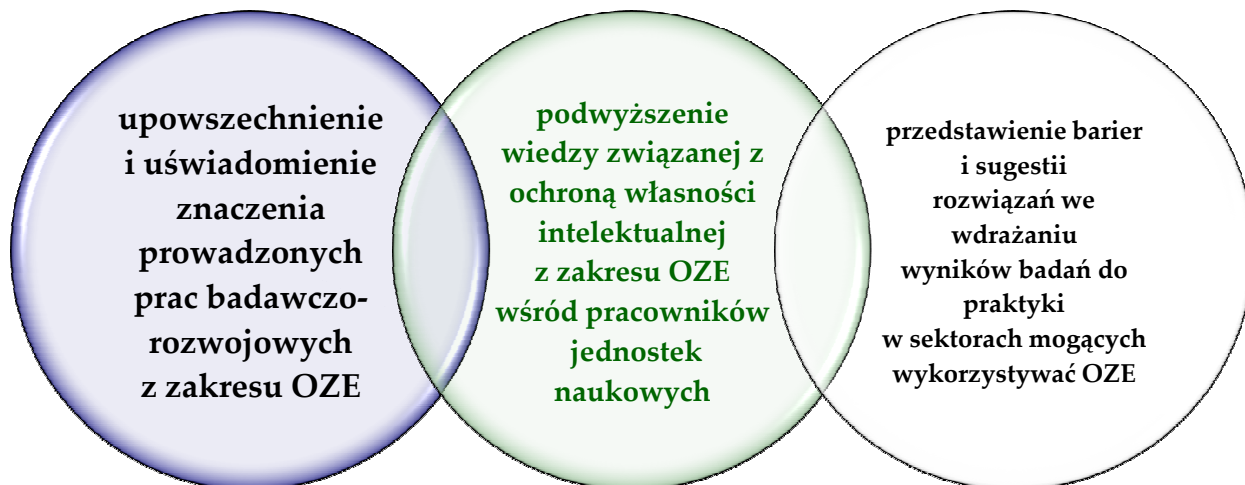 upowszechnienie
i uświadomienie
znaczenia
prowadzonych
prac badawczo-
rozwojowych
z zakresu OZE
podwyższenie
wiedzy związanej z
ochroną własności
intelektualnej
z zakresu OZE
wśród pracowników
jednostek
naukowych
przedstawienie barier
i sugestii
rozwiązań we
wdrażaniu
wyników badań do
praktyki
w sektorach mogących
wykorzystywać OZE